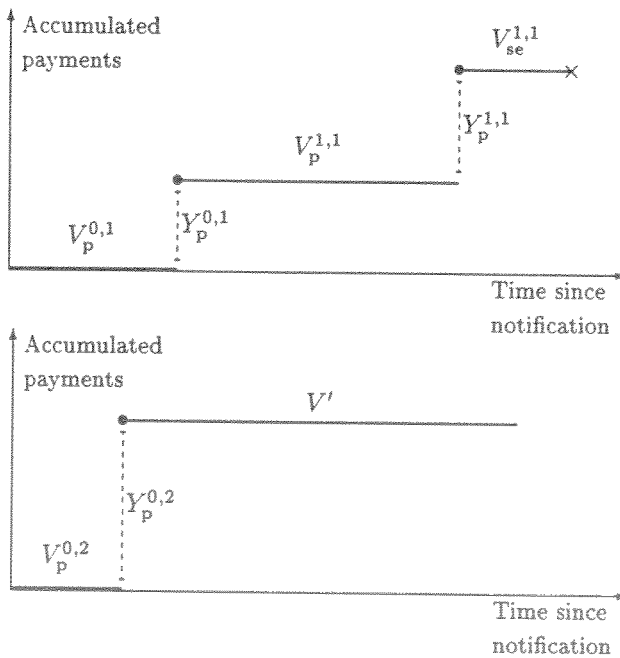 Accumulated
payments
V_se^1,1
Y_p^1,1
V_p^1,1
Y_p^0,1
V_p^0,1
Time since
notification
Accumulated
payments
V′
Y_p^0,2
V_p^0,2
Time since
notification